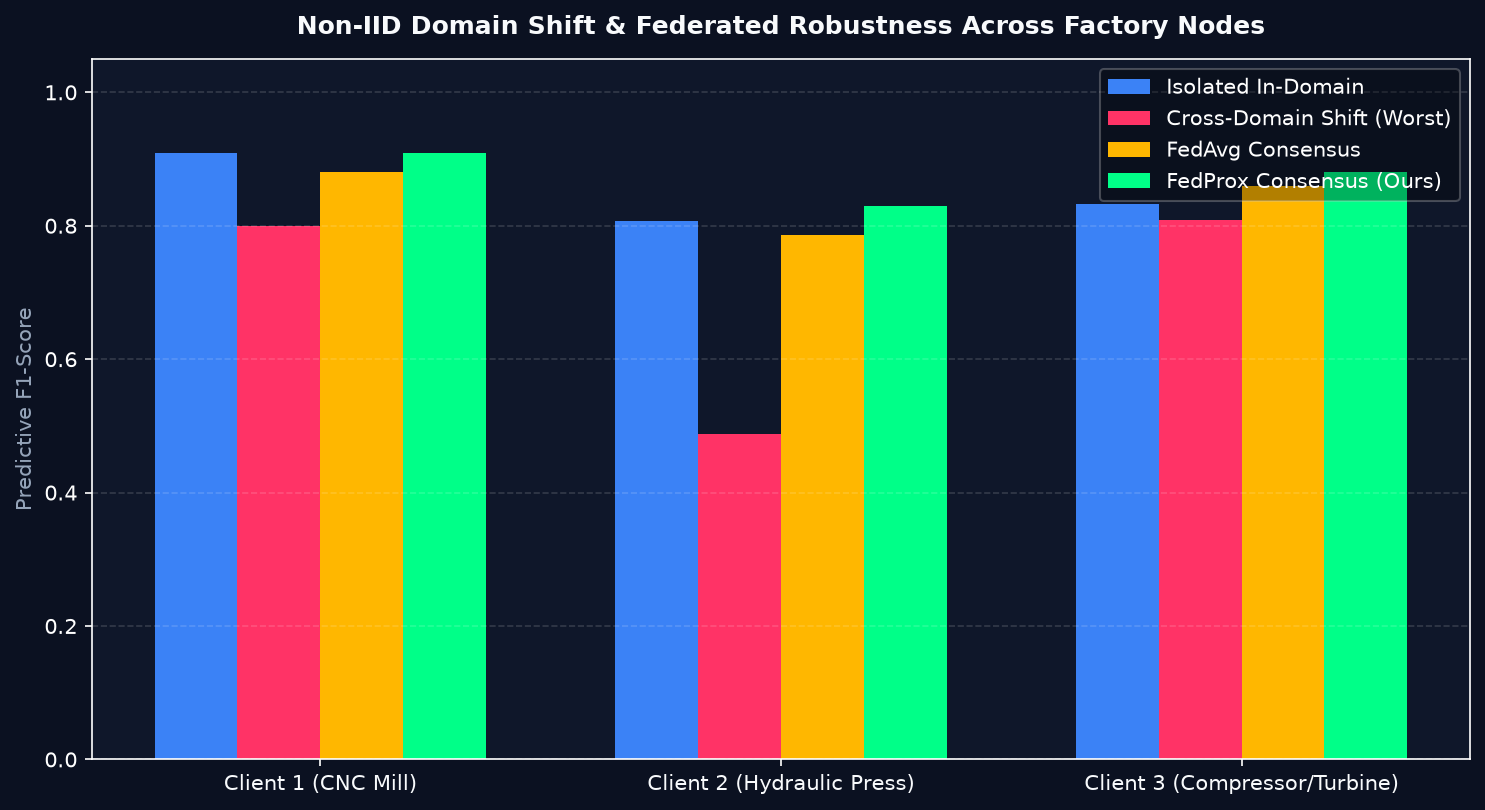 Non-IID Domain Shift & Federated Robustness Across Factory Nodes
Isolated In-Domain
Cross-Domain Shift (Worst)
FedAvg Consensus
FedProx Consensus (Ours)
Predictive F1-Score
1.0
0.8
0.6
0.4
0.2
0.0
Client 1 (CNC Mill)
Client 2 (Hydraulic Press)
Client 3 (Compressor/Turbine)